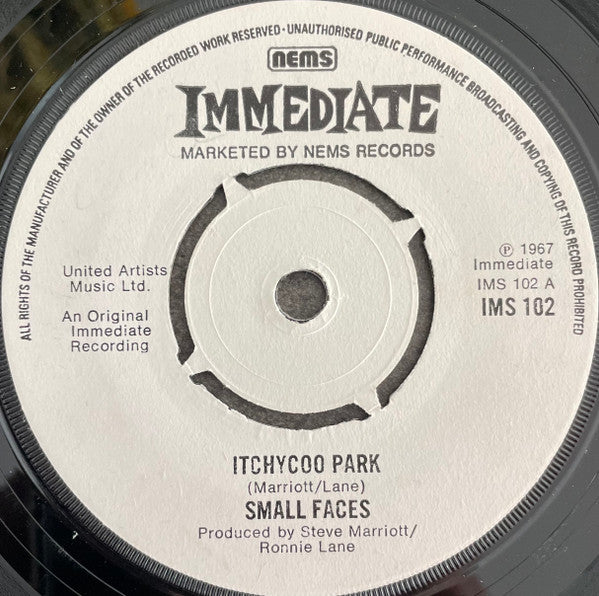 ALL RIGHTS OF THE MANUFACTURER AND OF THE OWNER OF THE RECORDED WORK RESERVED · UNAUTHORISED PUBLIC PERFORMANCE BROADCASTING AND COPYING OF THIS RECORD PROHIBITED
nems
IMMEDIATE
MARKETED BY NEMS RECORDS
United Artists
Music Ltd.
An Original
Immediate
Recording
℗ 1967
Immediate
IMS 102 A
IMS 102
ITCHYCOO PARK
(Marriott/Lane)
SMALL FACES
Produced by Steve Marriott/
Ronnie Lane